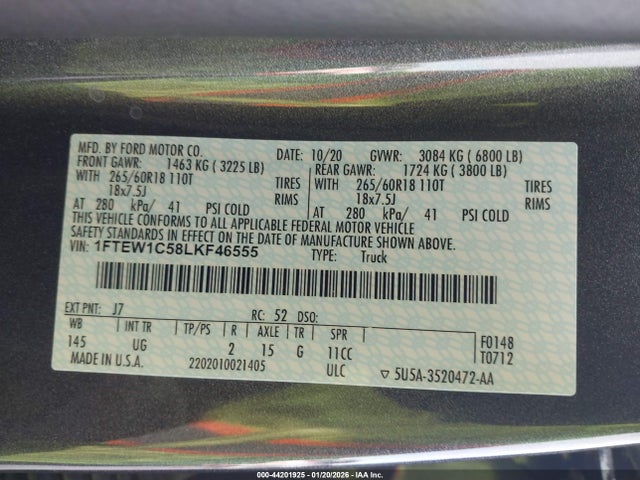 MFD. BY FORD MOTOR CO. DATE: 10/20 GVWR: 3084 KG ( 6800 LB)
FRONT GAWR: 1463 KG ( 3225 LB) REAR GAWR: 1724 KG ( 3800 LB)
WITH 265/60R18 110T TIRES WITH 265/60R18 110T TIRES
18x7.5J RIMS 18x7.5J RIMS
AT 280 kPa/ 41 PSI COLD AT 280 kPa/ 41 PSI COLD
THIS VEHICLE CONFORMS TO ALL APPLICABLE FEDERAL MOTOR VEHICLE
SAFETY STANDARDS IN EFFECT ON THE DATE OF MANUFACTURE SHOWN ABOVE.
VIN: 1FTEW1C58LKF46555 TYPE: Truck
EXT PNT: J7 RC: 52 DSO:
WB INT TR TP/PS R AXLE TR SPR F0148
145 UG 2 15 G 11CC T0712
MADE IN U.S.A. 2202010021405 ULC ▽ 5U5A-3520472-AA
000-44201925 - 01/20/2026 - IAA Inc.